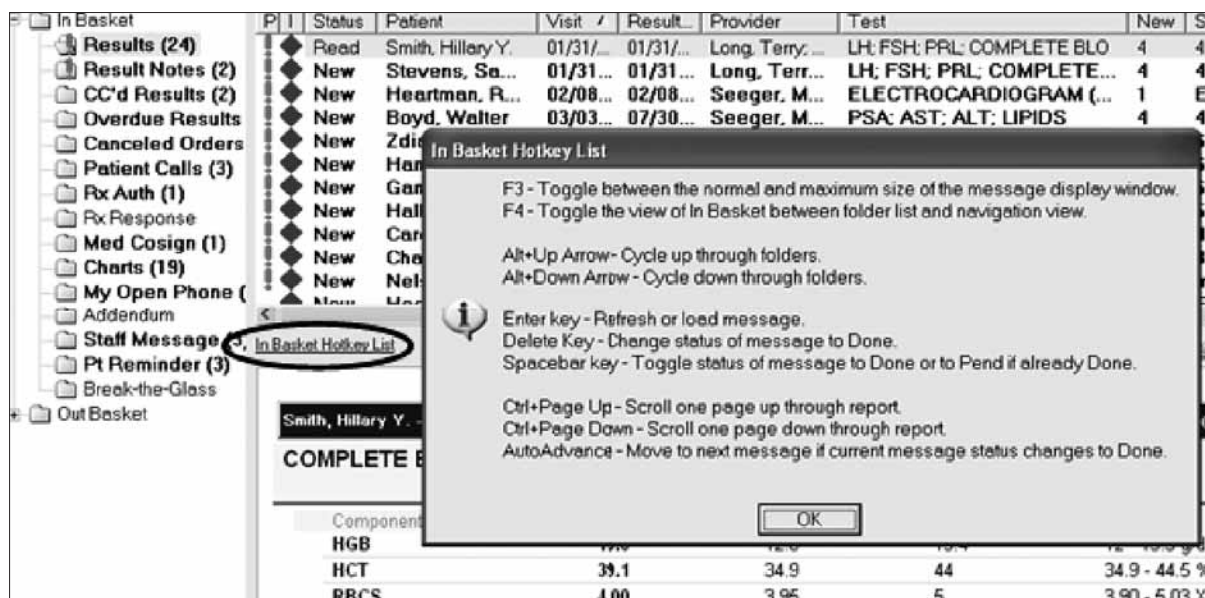 In Basket
Results (24)
Result Notes (2)
CC'd Results (2)
Overdue Results
Canceled Orders
Patient Calls (3)
Rx Auth (1)
Rx Response
Med Cosign (1)
Charts (19)
My Open Phone (
Addendum
Staff Message (3,
Pt Reminder (3)
Break-the-Glass
Out Basket
P I Status Patient Visit Result... Provider Test New S
Read Smith, Hillary Y. 01/31/... 01/31/... Long, Terry;... LH; FSH; PRL; COMPLETE BLO 4 4
New Stevens, Sa... 01/31... 01/31... Long, Terr... LH; FSH; PRL; COMPLETE... 4 4
New Heartman, R... 02/08... 02/08... Seeger, M... ELECTROCARDIOGRAM (... 1 E
New Boyd, Walter 03/03... 07/30... Seeger, M... PSA; AST; ALT; LIPIDS 4 4
New Zdi
New Har
New Gar
New Hall
New Car
New Cha
New Nel
New
In Basket Hotkey List
In Basket Hotkey List
F3 - Toggle between the normal and maximum size of the message display window.
F4 - Toggle the view of In Basket between folder list and navigation view.
Alt+Up Arrow - Cycle up through folders.
Alt+Down Arrow - Cycle down through folders.
Enter key - Refresh or load message.
Delete Key - Change status of message to Done.
Spacebar key - Toggle status of message to Done or to Pend if already Done.
Ctrl+Page Up - Scroll one page up through report.
Ctrl+Page Down - Scroll one page down through report.
AutoAdvance - Move to next message if current message status changes to Done.
OK
Smith, Hillary Y. -
COMPLETE B
Component
HGB
HCT 39.1 34.9 44 34.9 - 44.5 %
RBCS 4.00 3.95 5 3.90 - 5.03 X